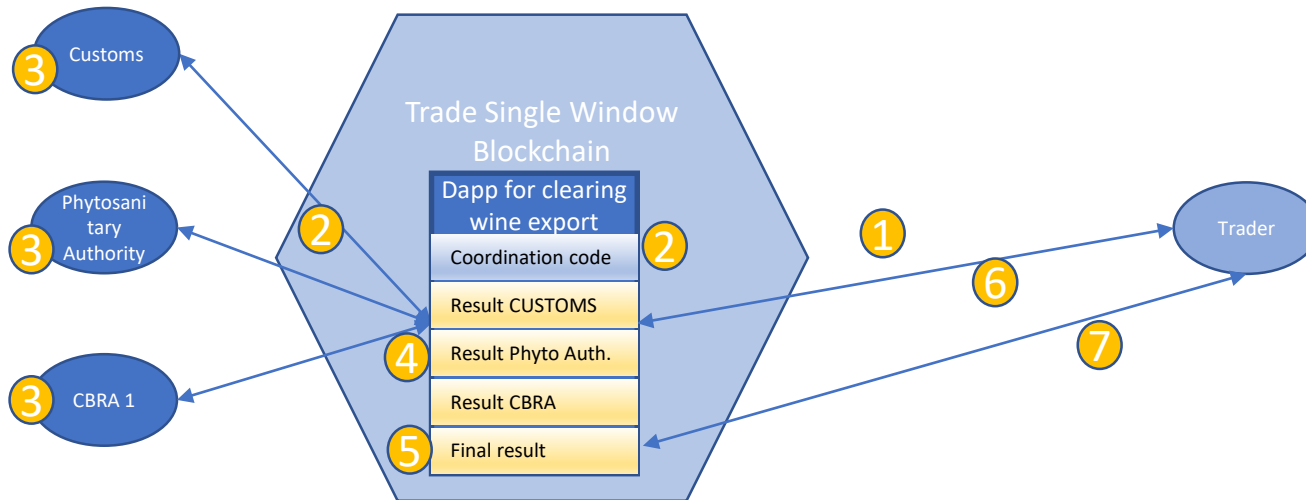 3
Customs
3
Phytosani
tary
Authority
3
CBRA 1
2
Trade Single Window
Blockchain
Dapp for clearing
wine export
Coordination code
2
Result CUSTOMS
4
Result Phyto Auth.
Result CBRA
5
Final result
1
6
7
Trader